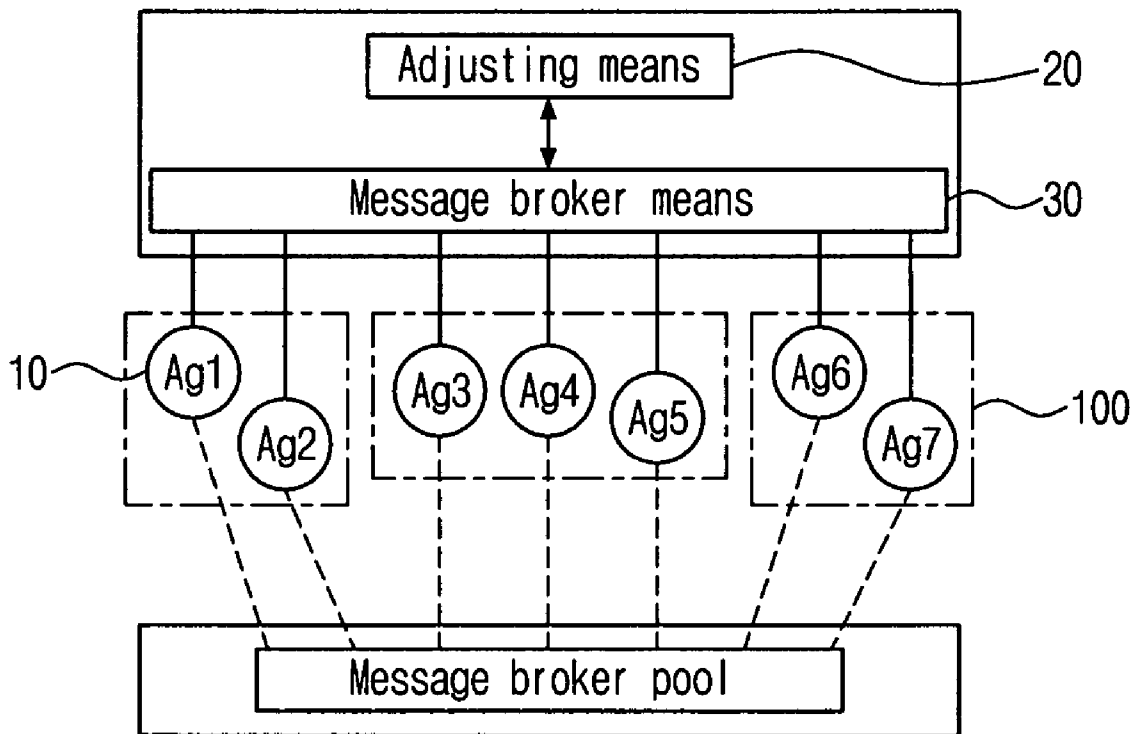 Adjusting means
20
Message broker means
30
10
Ag1
Ag2
Ag3
Ag4
Ag5
Ag6
Ag7
100
Message broker pool